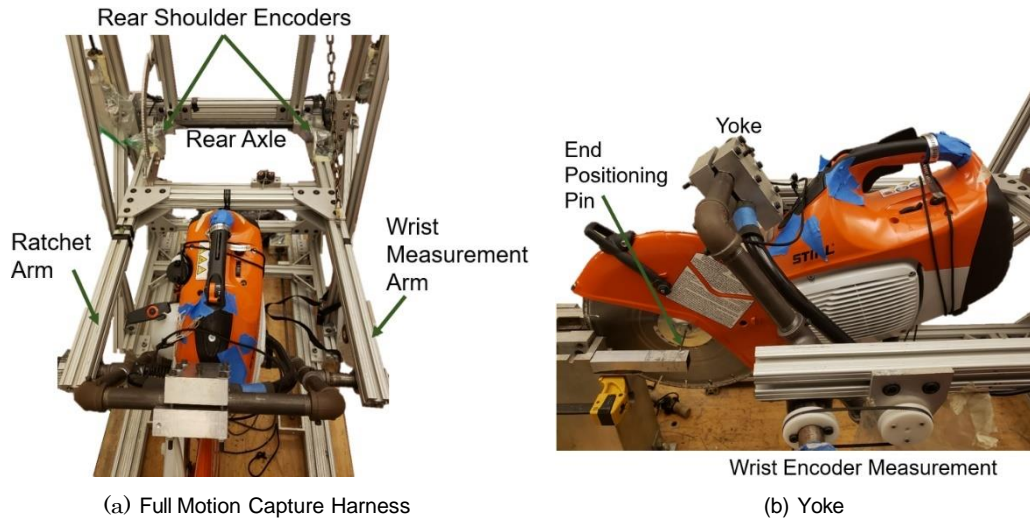 Rear Shoulder Encoders
Rear Axle
Ratchet
Arm
Wrist
Measurement
Arm
(a) Full Motion Capture Harness
Yoke
End
Positioning
Pin
STIHL
Wrist Encoder Measurement
(b) Yoke